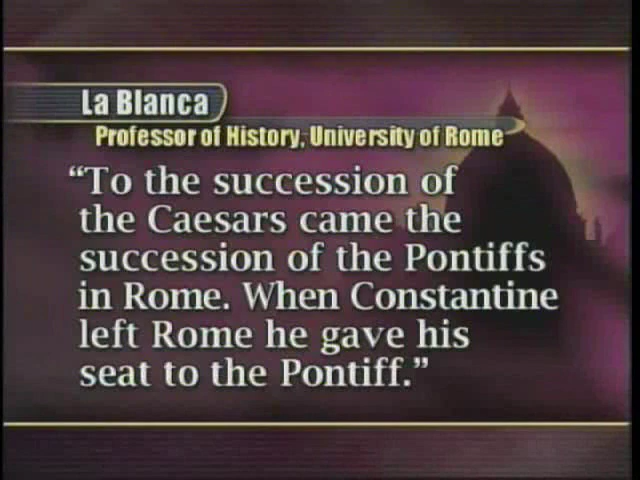 La Blanca
Professor of History, University of Rome
“To the succession of
the Caesars came the
succession of the Pontiffs
in Rome. When Constantine
left Rome he gave his
seat to the Pontiff.”